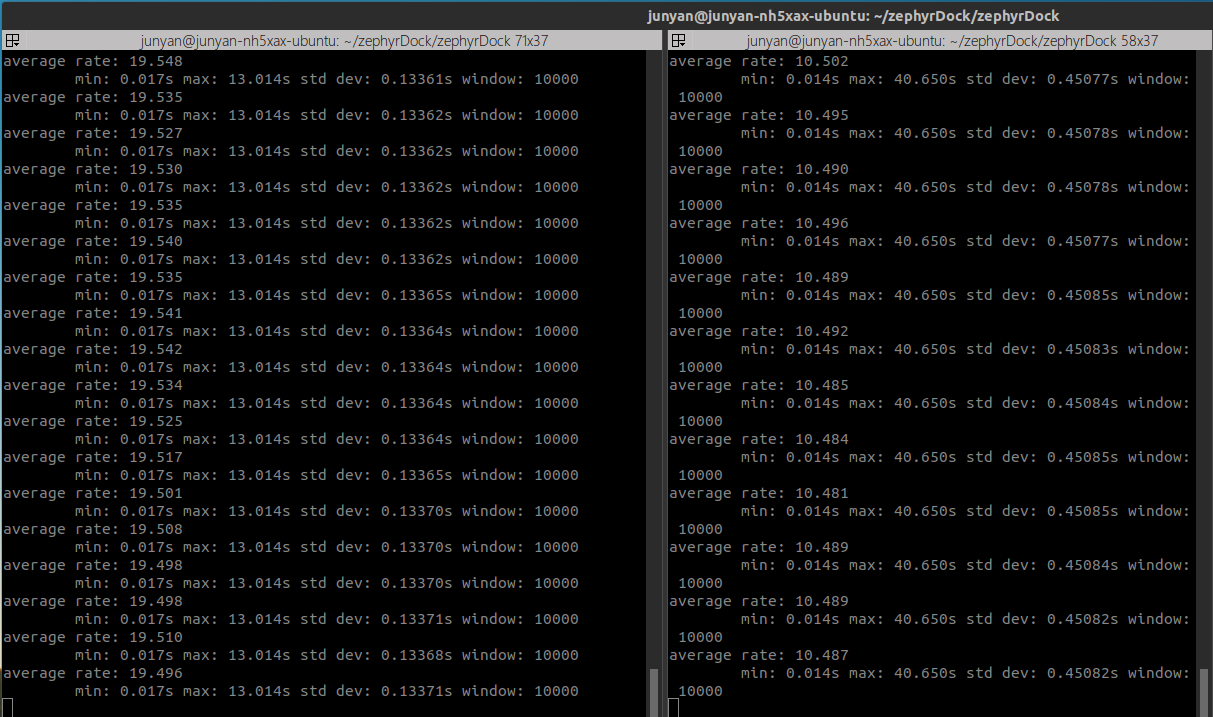 junyan@junyan-nh5xax-ubuntu: ~/zephyrDock/zephyrDock
junyan@junyan-nh5xax-ubuntu: ~/zephyrDock/zephyrDock 71x37
average rate: 19.548
min: 0.017s max: 13.014s std dev: 0.13361s window: 10000
average rate: 19.535
min: 0.017s max: 13.014s std dev: 0.13362s window: 10000
average rate: 19.527
min: 0.017s max: 13.014s std dev: 0.13362s window: 10000
average rate: 19.530
min: 0.017s max: 13.014s std dev: 0.13362s window: 10000
average rate: 19.535
min: 0.017s max: 13.014s std dev: 0.13362s window: 10000
average rate: 19.540
min: 0.017s max: 13.014s std dev: 0.13362s window: 10000
average rate: 19.535
min: 0.017s max: 13.014s std dev: 0.13365s window: 10000
average rate: 19.541
min: 0.017s max: 13.014s std dev: 0.13364s window: 10000
average rate: 19.542
min: 0.017s max: 13.014s std dev: 0.13364s window: 10000
average rate: 19.534
min: 0.017s max: 13.014s std dev: 0.13364s window: 10000
average rate: 19.525
min: 0.017s max: 13.014s std dev: 0.13364s window: 10000
average rate: 19.517
min: 0.017s max: 13.014s std dev: 0.13365s window: 10000
average rate: 19.501
min: 0.017s max: 13.014s std dev: 0.13370s window: 10000
average rate: 19.508
min: 0.017s max: 13.014s std dev: 0.13370s window: 10000
average rate: 19.498
min: 0.017s max: 13.014s std dev: 0.13370s window: 10000
average rate: 19.498
min: 0.017s max: 13.014s std dev: 0.13371s window: 10000
average rate: 19.510
min: 0.017s max: 13.014s std dev: 0.13368s window: 10000
average rate: 19.496
min: 0.017s max: 13.014s std dev: 0.13371s window: 10000
junyan@junyan-nh5xax-ubuntu: ~/zephyrDock/zephyrDock 58x37
average rate: 10.502
min: 0.014s max: 40.650s std dev: 0.45077s window:
10000
average rate: 10.495
min: 0.014s max: 40.650s std dev: 0.45078s window:
10000
average rate: 10.490
min: 0.014s max: 40.650s std dev: 0.45078s window:
10000
average rate: 10.496
min: 0.014s max: 40.650s std dev: 0.45077s window:
10000
average rate: 10.489
min: 0.014s max: 40.650s std dev: 0.45085s window:
10000
average rate: 10.492
min: 0.014s max: 40.650s std dev: 0.45083s window:
10000
average rate: 10.485
min: 0.014s max: 40.650s std dev: 0.45084s window:
10000
average rate: 10.484
min: 0.014s max: 40.650s std dev: 0.45085s window:
10000
average rate: 10.481
min: 0.014s max: 40.650s std dev: 0.45085s window:
10000
average rate: 10.489
min: 0.014s max: 40.650s std dev: 0.45084s window:
10000
average rate: 10.489
min: 0.014s max: 40.650s std dev: 0.45082s window:
10000
average rate: 10.487
min: 0.014s max: 40.650s std dev: 0.45082s window:
10000